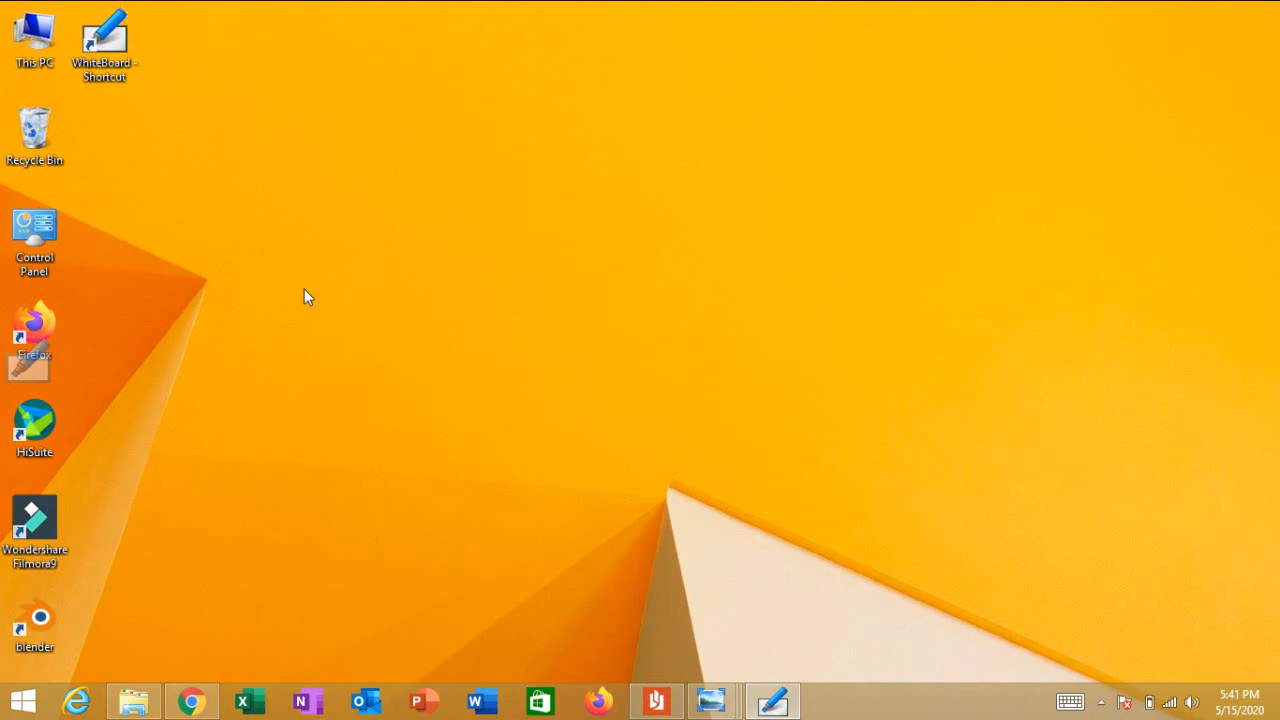 This PC
WhiteBoard -
Shortcut
Recycle Bin
Control
Panel
Firefox
HiSuite
Wondershare
Filmora9
blender
5:41 PM
5/15/2020